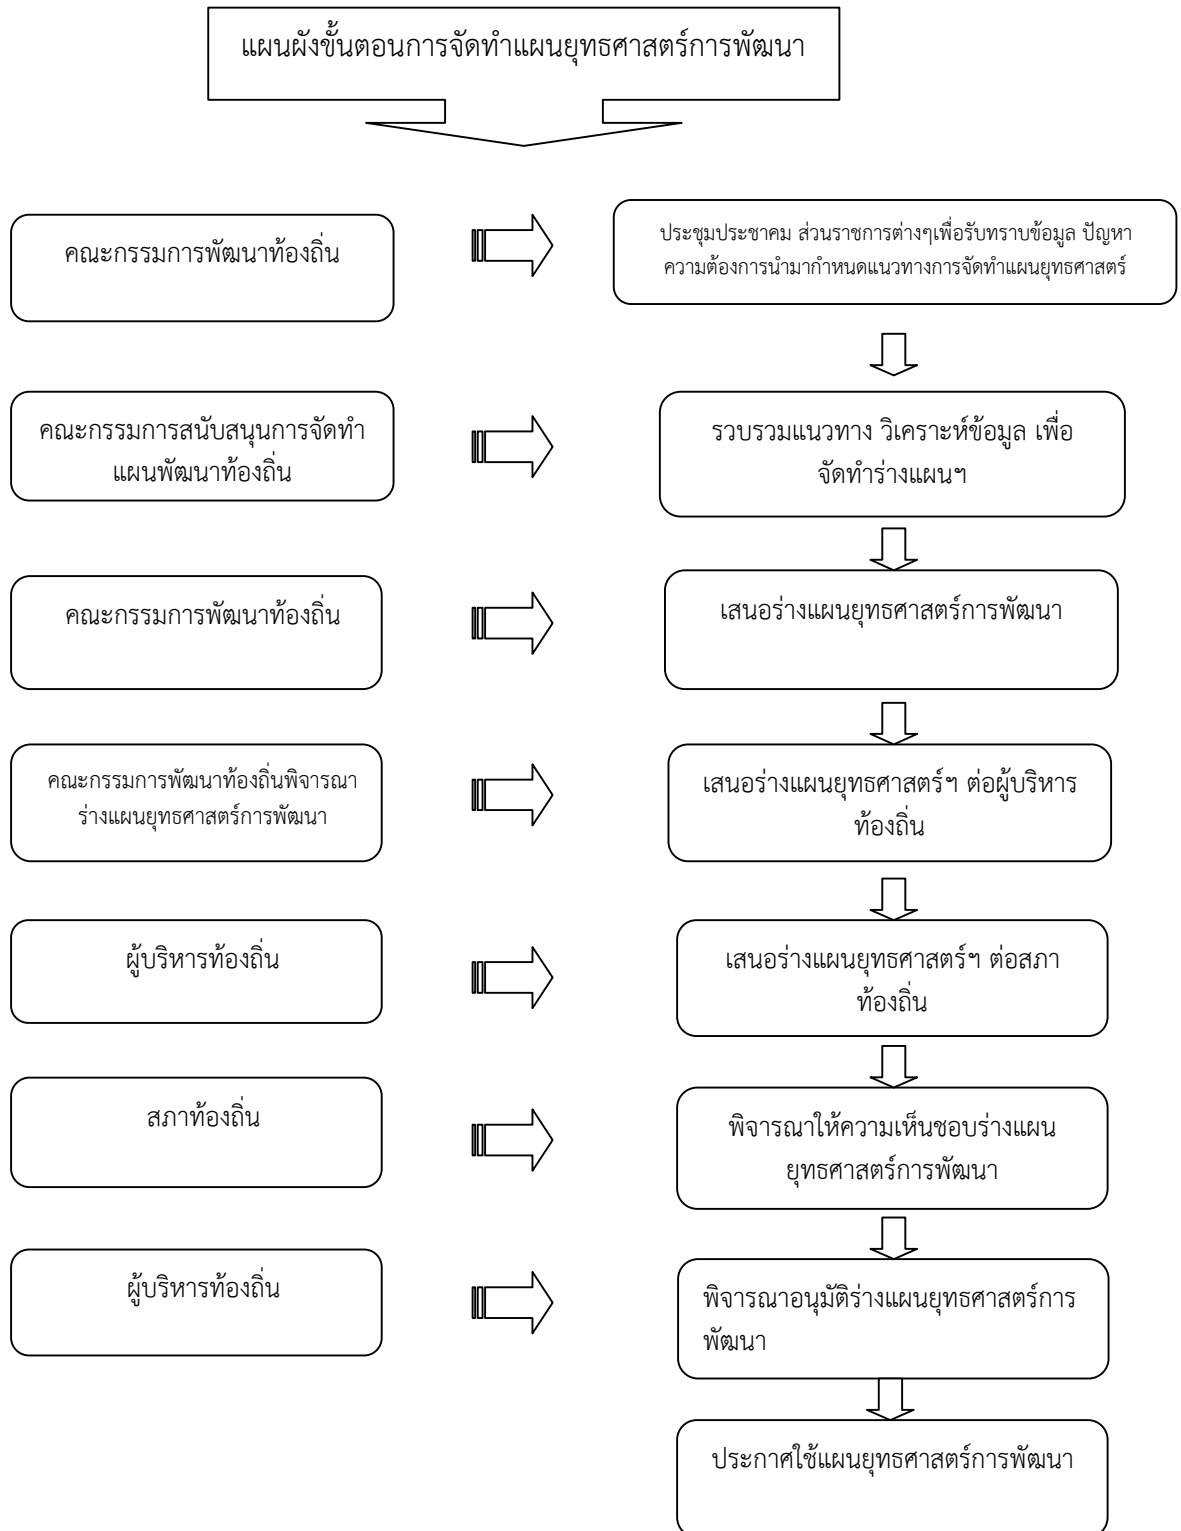 แผนผังขั้นตอนการจัดทำแผนยุทธศาสตร์การพัฒนา
คณะกรรมการพัฒนาท้องถิ่น
ประชุมประชาคม ส่วนราชการต่างๆเพื่อรับทราบข้อมูล ปัญหา
ความต้องการนำมากำหนดแนวทางการจัดทำแผนยุทธศาสตร์
คณะกรรมการสนับสนุนการจัดทำ
แผนพัฒนาท้องถิ่น
รวบรวมแนวทาง วิเคราะห์ข้อมูล เพื่อ
จัดทำร่างแผนฯ
คณะกรรมการพัฒนาท้องถิ่น
เสนอร่างแผนยุทธศาสตร์การพัฒนา
คณะกรรมการพัฒนาท้องถิ่นพิจารณา
ร่างแผนยุทธศาสตร์การพัฒนา
เสนอร่างแผนยุทธศาสตร์ฯ ต่อผู้บริหาร
ท้องถิ่น
ผู้บริหารท้องถิ่น
เสนอร่างแผนยุทธศาสตร์ฯ ต่อสภา
ท้องถิ่น
สภาท้องถิ่น
พิจารณาให้ความเห็นชอบร่างแผน
ยุทธศาสตร์การพัฒนา
ผู้บริหารท้องถิ่น
พิจารณาอนุมัติร่างแผนยุทธศาสตร์การ
พัฒนา
ประกาศใช้แผนยุทธศาสตร์การพัฒนา